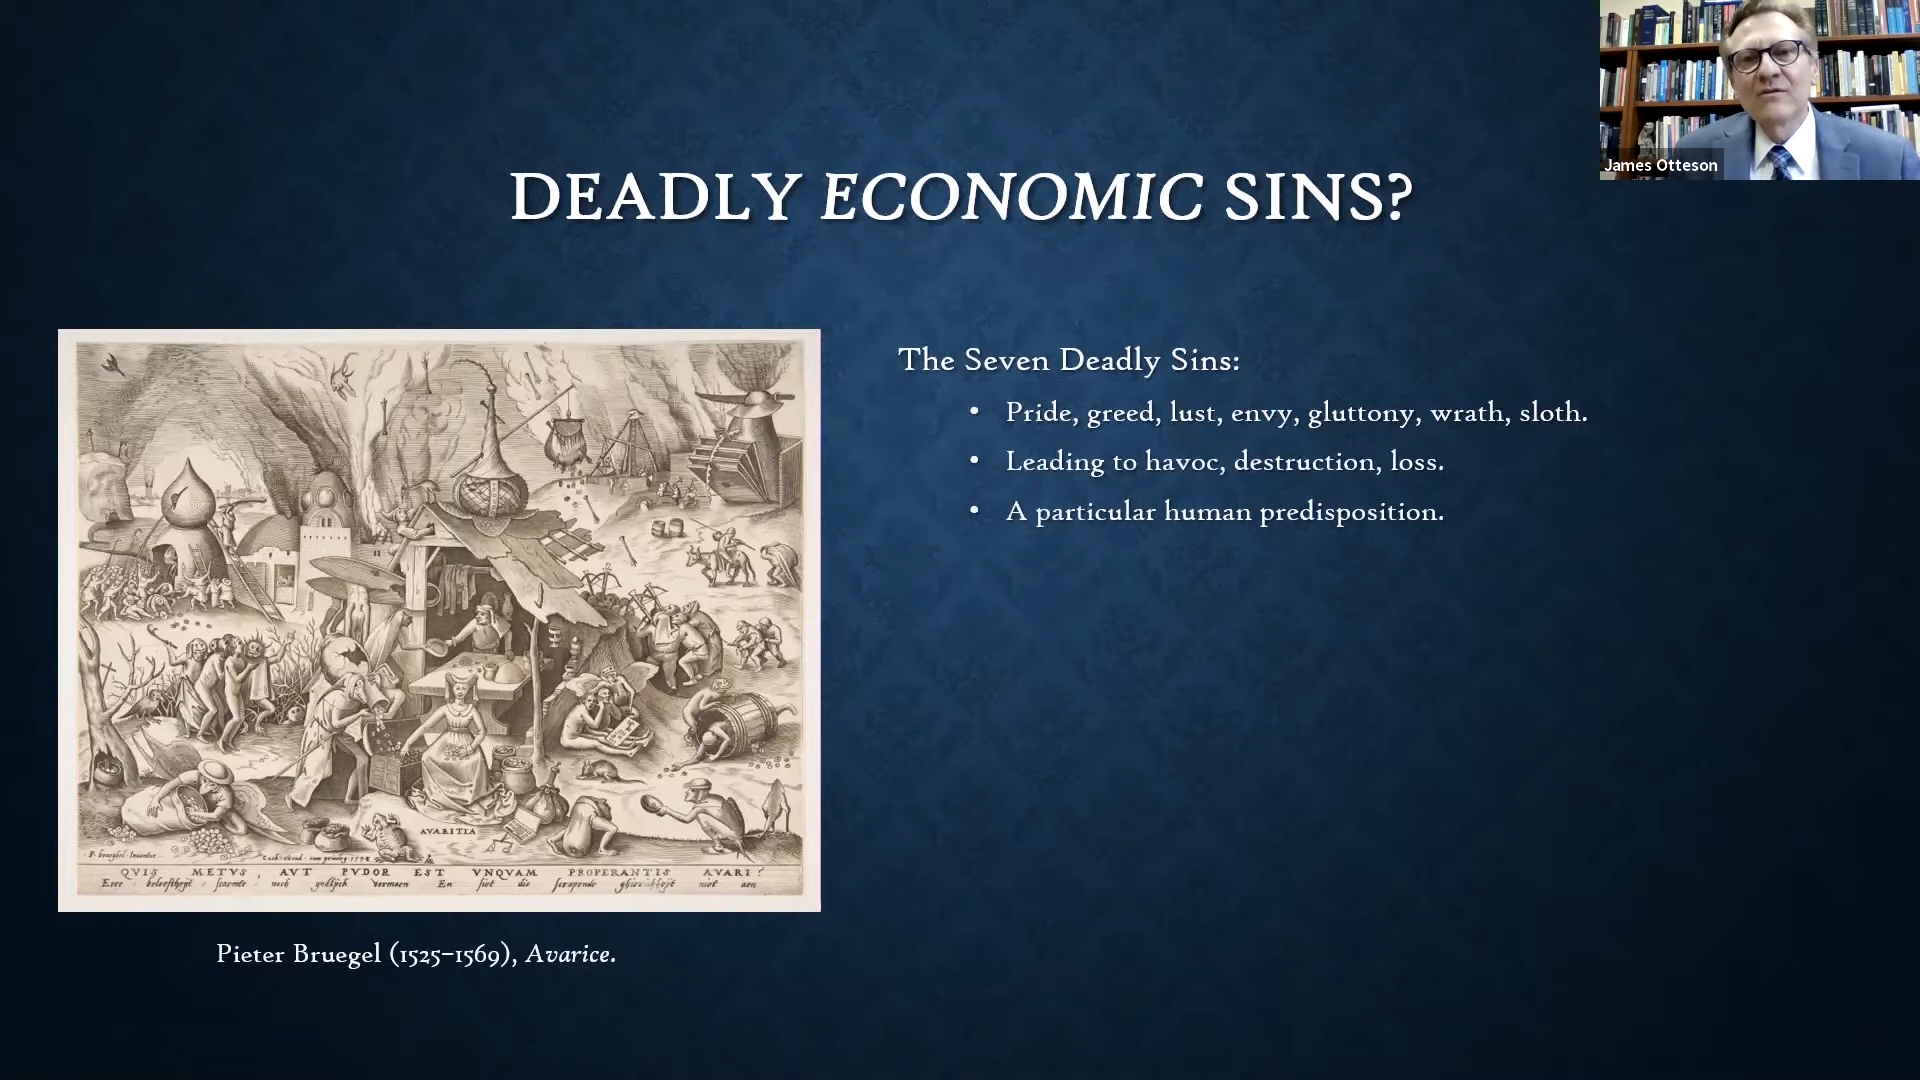 James Otteson
DEADLY ECONOMIC SINS?
The Seven Deadly Sins:
• Pride, greed, lust, envy, gluttony, wrath, sloth.
• Leading to havoc, destruction, loss.
• A particular human predisposition.
AVARITIA
QVIS METVS, AVT PVDOR EST VNQVAM PROPERANTIS AVARI?
Pieter Bruegel (1525–1569), Avarice.